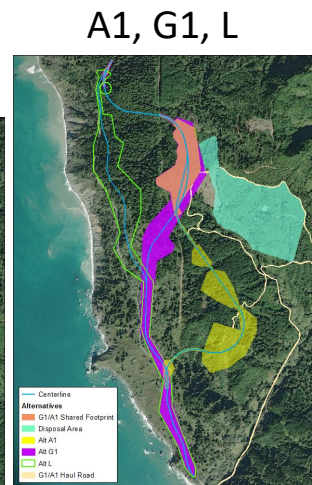 A1, G1, L
Centerline
Alternatives
G1/A1 Shared Footprint
Disposal Area
Alt A1
Alt G1
Alt L
G1/A1 Haul Road